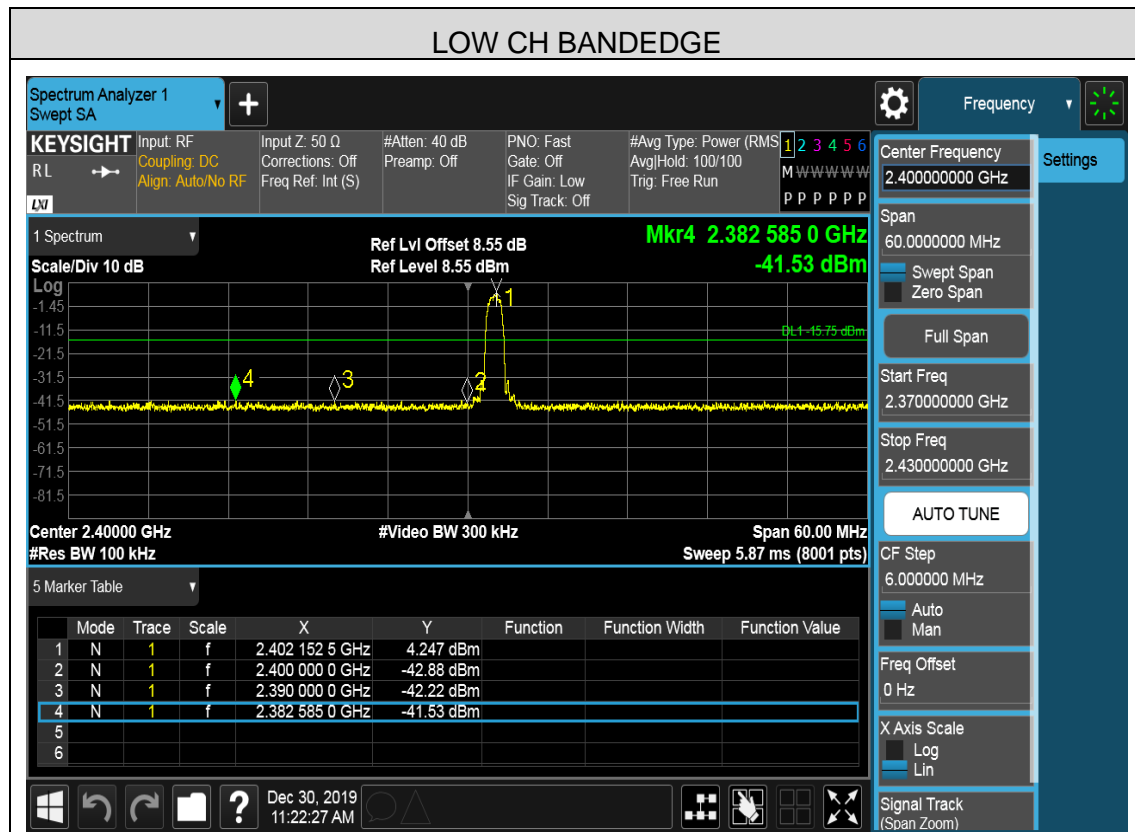 LOW CH BANDEDGE
Spectrum Analyzer 1
Swept SA
Frequency
KEYSIGHT
RL
LXI
Input: RF
Coupling: DC
Align: Auto/No RF
Input Z: 50 Ω
Corrections: Off
Freq Ref: Int (S)
#Atten: 40 dB
Preamp: Off
PNO: Fast
Gate: Off
IF Gain: Low
Sig Track: Off
#Avg Type: Power (RMS
Avg|Hold: 100/100
Trig: Free Run
1 2 3 4 5 6
M W W W W W
P P P P P P
1 Spectrum
Scale/Div 10 dB
Ref Lvl Offset 8.55 dB
Ref Level 8.55 dBm
Mkr4 2.382 585 0 GHz
-41.53 dBm
Log
-1.45
-11.5
-21.5
-31.5
-41.5
-51.5
-61.5
-71.5
-81.5
DL1 -15.75 dBm
1
2
3
4
Center 2.40000 GHz
#Res BW 100 kHz
#Video BW 300 kHz
Span 60.00 MHz
Sweep 5.87 ms (8001 pts)
5 Marker Table
Mode Trace Scale X Y Function Function Width Function Value
1 N 1 f 2.402 152 5 GHz 4.247 dBm
2 N 1 f 2.400 000 0 GHz -42.88 dBm
3 N 1 f 2.390 000 0 GHz -42.22 dBm
4 N 1 f 2.382 585 0 GHz -41.53 dBm
5
6
Dec 30, 2019
11:22:27 AM
Center Frequency
2.400000000 GHz
Settings
Span
60.0000000 MHz
Swept Span
Zero Span
Full Span
Start Freq
2.370000000 GHz
Stop Freq
2.430000000 GHz
AUTO TUNE
CF Step
6.000000 MHz
Auto
Man
Freq Offset
0 Hz
X Axis Scale
Log
Lin
Signal Track
(Span Zoom)